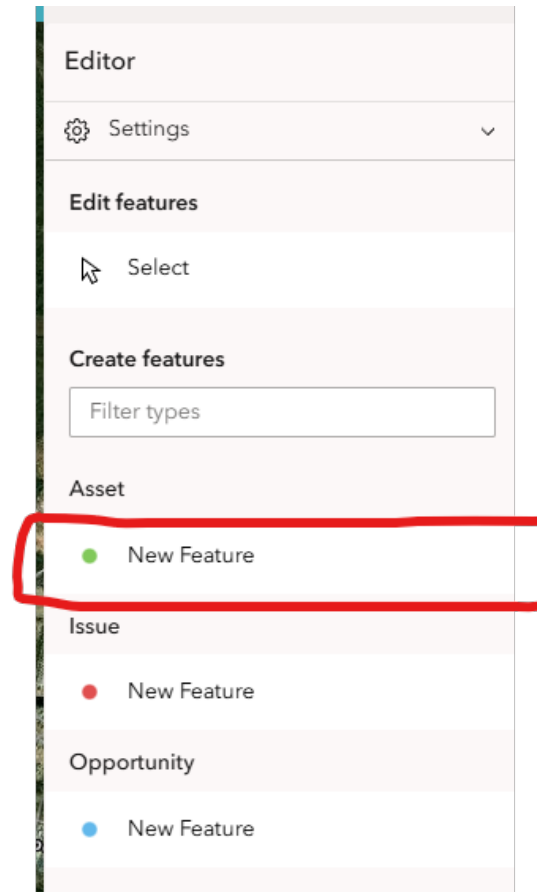 Editor
Settings
Edit features
Select
Create features
Filter types
Asset
New Feature
Issue
New Feature
Opportunity
New Feature